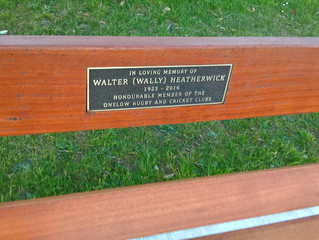 IN LOVING MEMORY OF
WALTER (WALLY) HEATHERWICK
1923 - 2016
HONOURABLE MEMBER OF THE
ONSLOW RUGBY AND CRICKET CLUBS